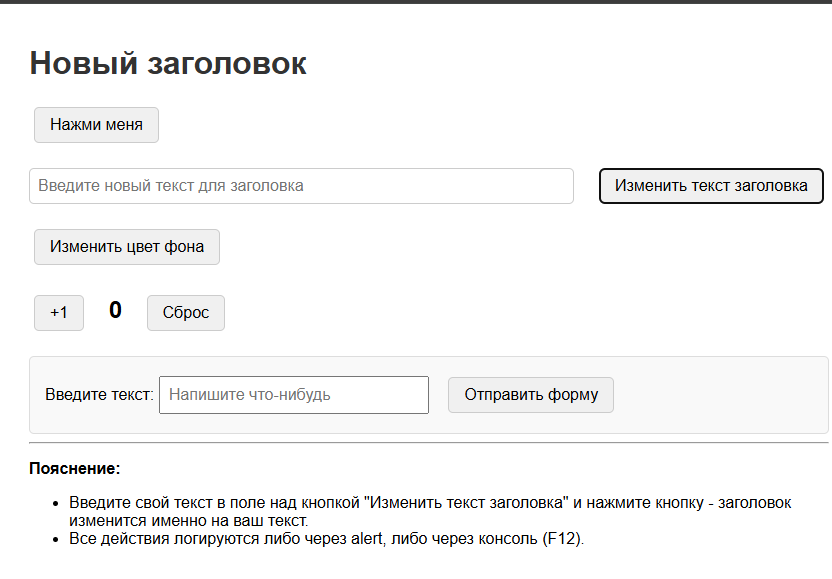 Новый заголовок
Нажми меня
Введите новый текст для заголовка
Изменить текст заголовка
Изменить цвет фона
+1
0
Сброс
Введите текст:
Напишите что-нибудь
Отправить форму
Пояснение:
• Введите свой текст в поле над кнопкой "Изменить текст заголовка" и нажмите кнопку - заголовок
изменится именно на ваш текст.
• Все действия логируются либо через alert, либо через консоль (F12).